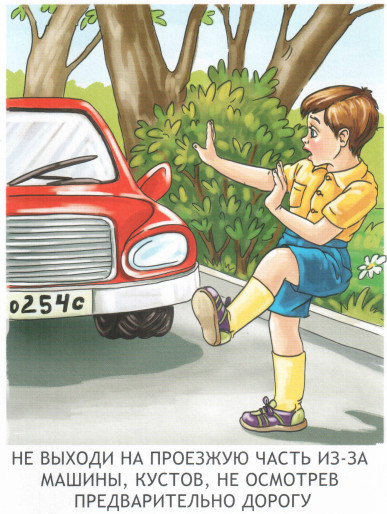 о254с
НЕ ВЫХОДИ НА ПРОЕЗЖУЮ ЧАСТЬ ИЗ-ЗА
МАШИНЫ, КУСТОВ, НЕ ОСМОТРЕВ
ПРЕДВАРИТЕЛЬНО ДОРОГУ